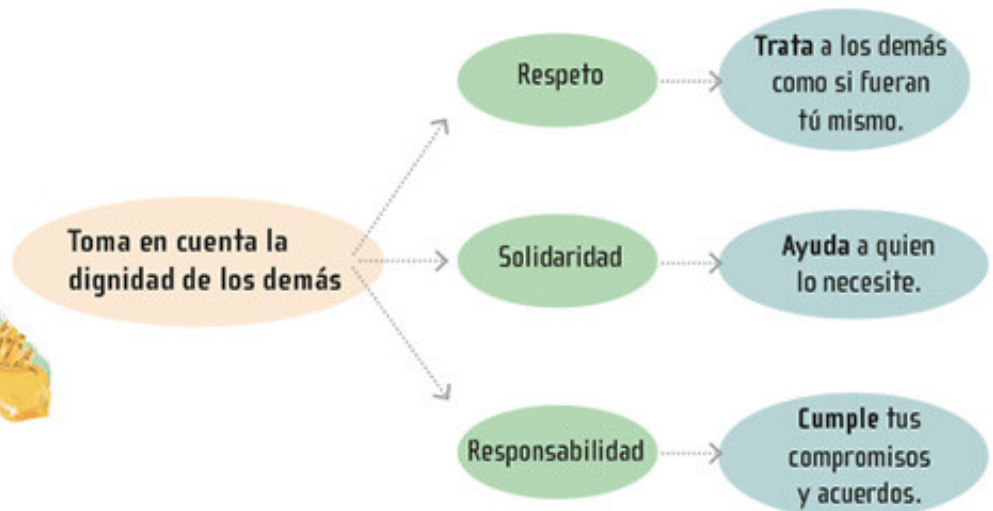 Respeto
Trata a los demás
como si fueran
tú mismo.
Toma en cuenta la
dignidad de los demás
Solidaridad
Ayuda a quien
lo necesite.
Responsabilidad
Cumple tus
compromisos
y acuerdos.